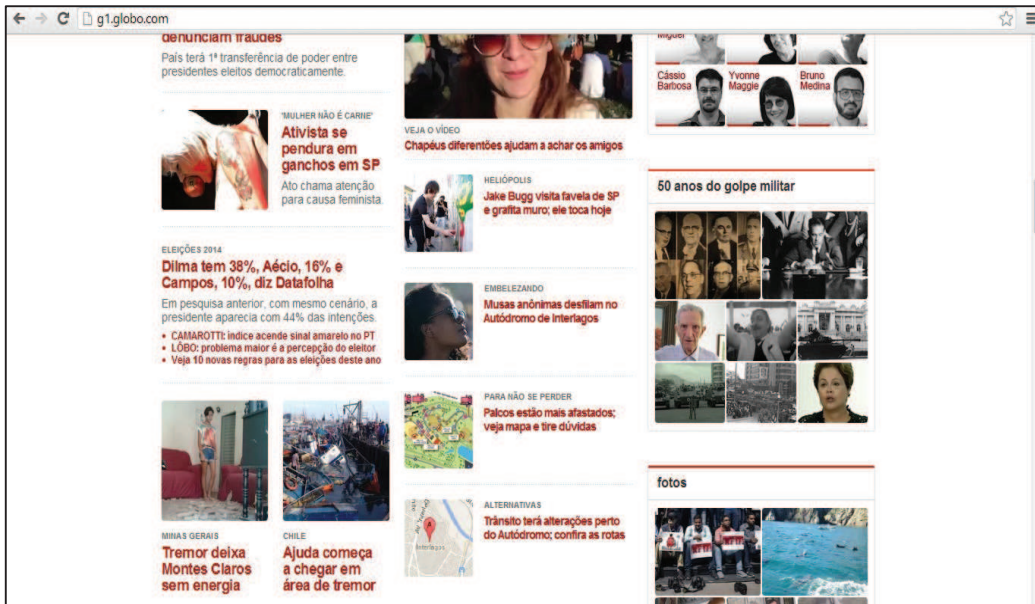 g1.globo.com
denunciam fraudes
País terá 1ª transferência de poder entre
presidentes eleitos democraticamente.
'MULHER NÃO É CARNE'
Ativista se
pendura em
ganchos em SP
Ato chama atenção
para causa feminista.
ELEIÇÕES 2014
Dilma tem 38%, Aécio, 16% e
Campos, 10%, diz Datafolha
Em pesquisa anterior, com mesmo cenário, a
presidente aparecia com 44% das intenções.
• CAMAROTTI: índice acende sinal amarelo no PT
• LÔBO: problema maior é a percepção do eleitor
• Veja 10 novas regras para as eleições deste ano
MINAS GERAIS
Tremor deixa
Montes Claros
sem energia
CHILE
Ajuda começa
a chegar em
área de tremor
VEJA O VÍDEO
Chapéus diferentões ajudam a achar os amigos
HELIÓPOLIS
Jake Bugg visita favela de SP
e grafita muro; ele toca hoje
EMBELEZANDO
Musas anônimas desfilam no
Autódromo de Interlagos
PARA NÃO SE PERDER
Palcos estão mais afastados;
veja mapa e tire dúvidas
ALTERNATIVAS
Trânsito terá alterações perto
do Autódromo; confira as rotas
A
Interlagos
Miguel
Cássio
Barbosa
Yvonne
Maggie
Bruno
Medina
50 anos do golpe militar
fotos